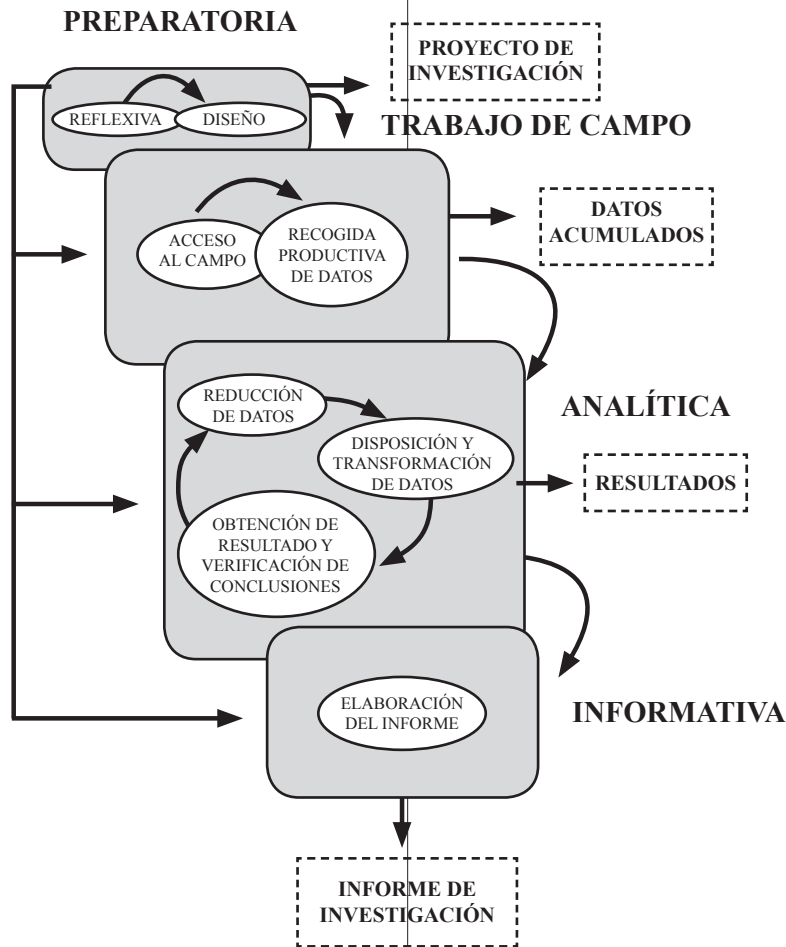 PREPARATORIA
PROYECTO DE
INVESTIGACIÓN
REFLEXIVA
DISEÑO
TRABAJO DE CAMPO
ACCESO
AL CAMPO
RECOGIDA
PRODUCTIVA
DE DATOS
DATOS
ACUMULADOS
REDUCCIÓN
DE DATOS
ANALÍTICA
DISPOSICIÓN Y
TRANSFORMACIÓN
DE DATOS
RESULTADOS
OBTENCIÓN DE
RESULTADO Y
VERIFICACIÓN DE
CONCLUSIONES
ELABORACIÓN
DEL INFORME
INFORMATIVA
INFORME DE
INVESTIGACIÓN